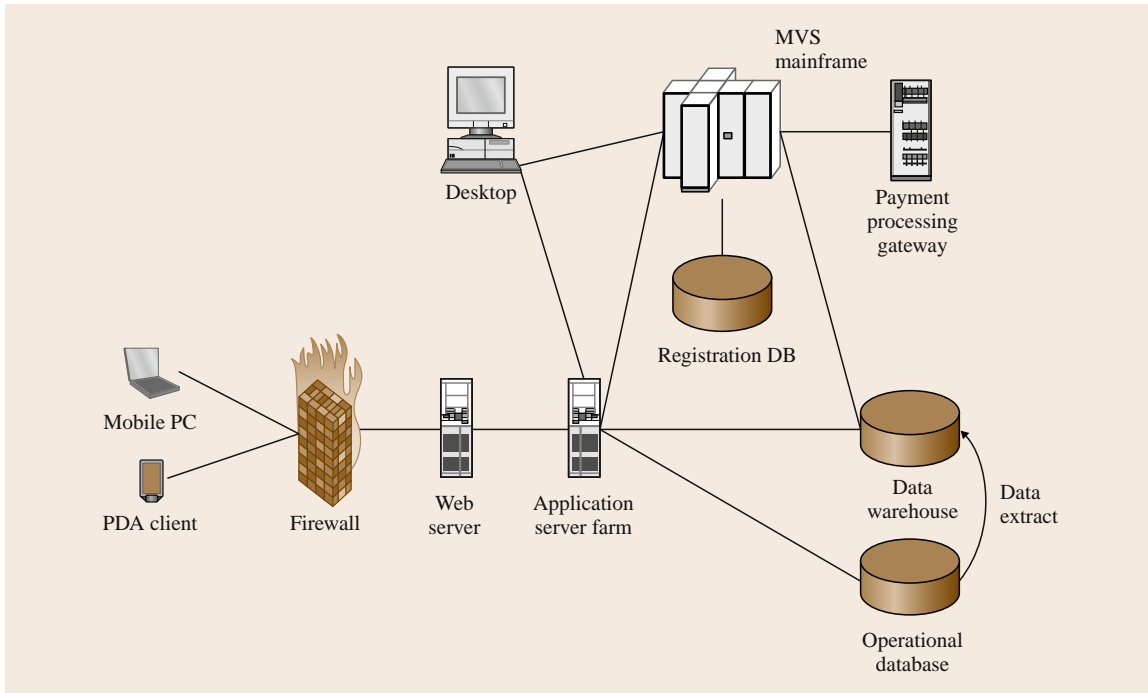 MVS
mainframe
Desktop
Payment
processing
gateway
Registration DB
Mobile PC
PDA client
Firewall
Web
server
Application
server farm
Data
warehouse
Data
extract
Operational
database